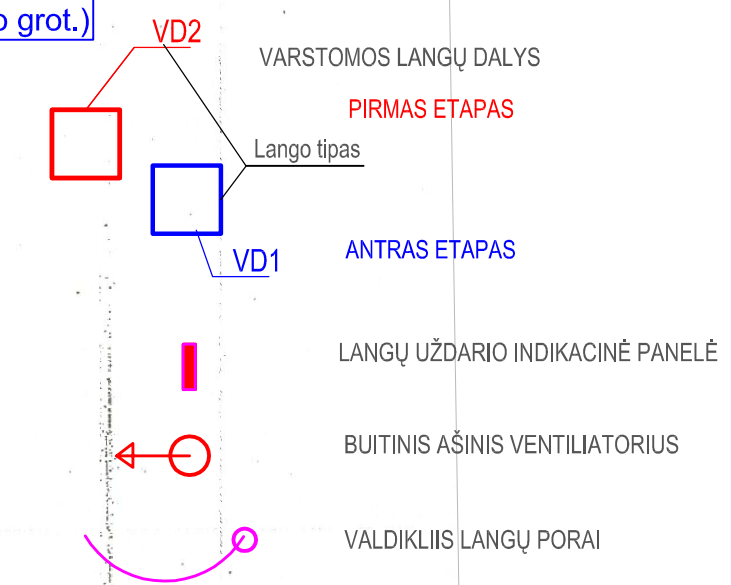 grot.)
VD2
VARSTOMOS LANGŲ DALYS
PIRMAS ETAPAS
Lango tipas
VD1
ANTRAS ETAPAS
LANGŲ UŽDARIO INDIKACINĖ PANELĖ
BUITINIS AŠINIS VENTILIATORIUS
VALDIKLIIS LANGŲ PORAI